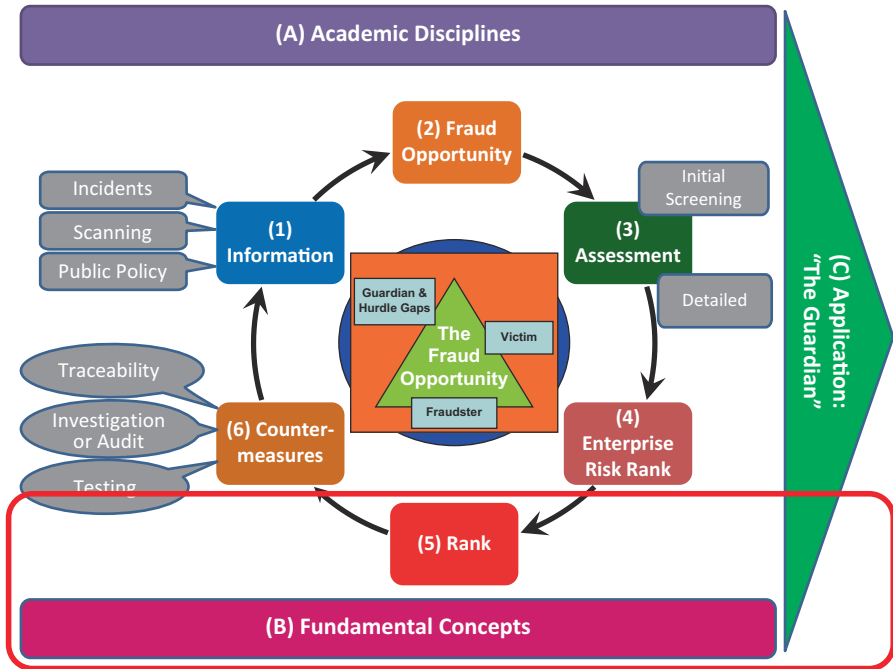 (A) Academic Disciplines
(2) Fraud
Opportunity
Incidents
Scanning
Public Policy
(1)
Information
Initial
Screening
(3)
Assessment
Detailed
Guardian &
Hurdle Gaps
Victim
The
Fraud
Opportunity
Fraudster
Traceability
Investigation
or Audit
Testing
(6) Counter-
measures
(4)
Enterprise
Risk Rank
(5) Rank
(B) Fundamental Concepts
(C) Application:
“The Guardian”